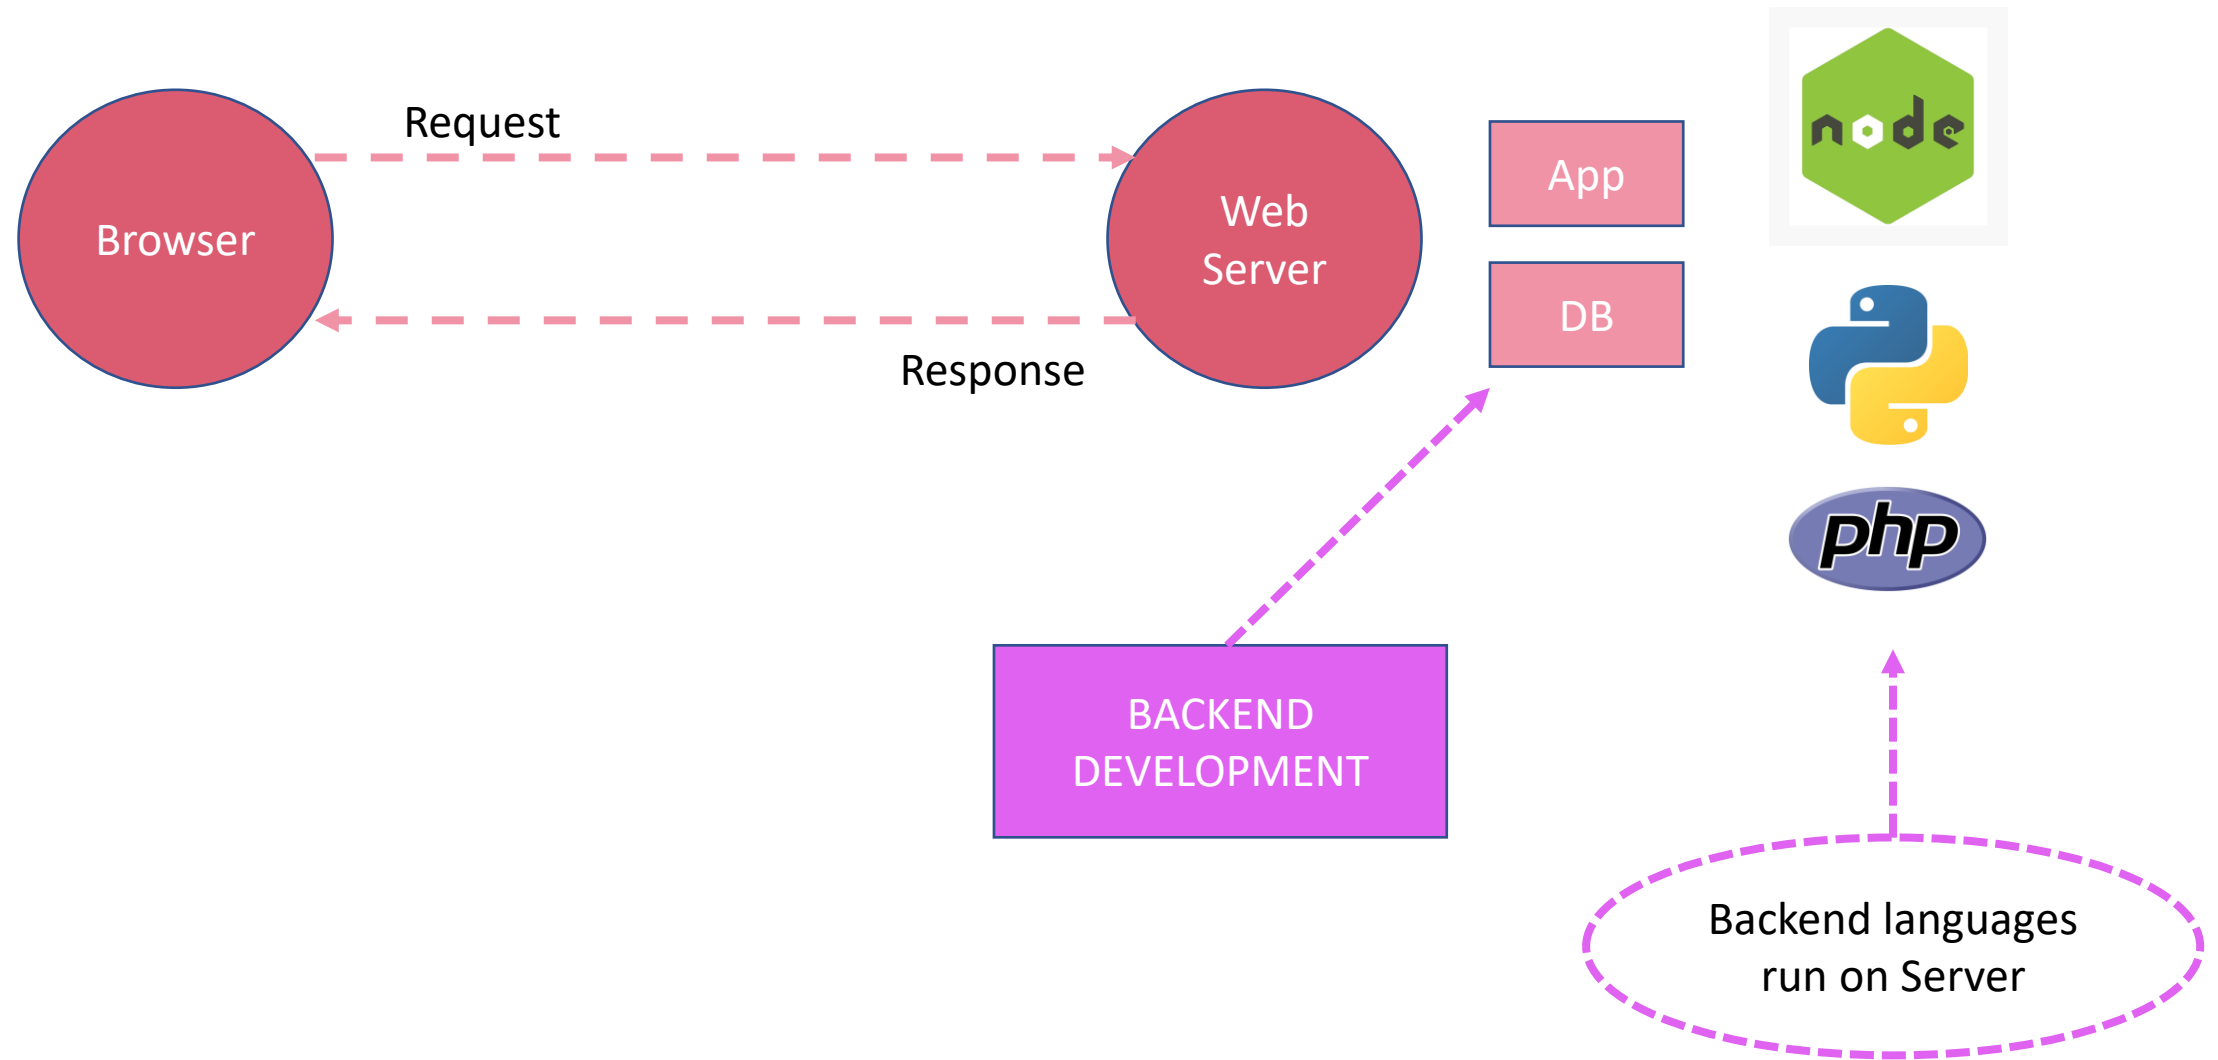 Request
Browser
Web
Server
Response
App
DB
node
php
BACKEND
DEVELOPMENT
Backend languages
run on Server